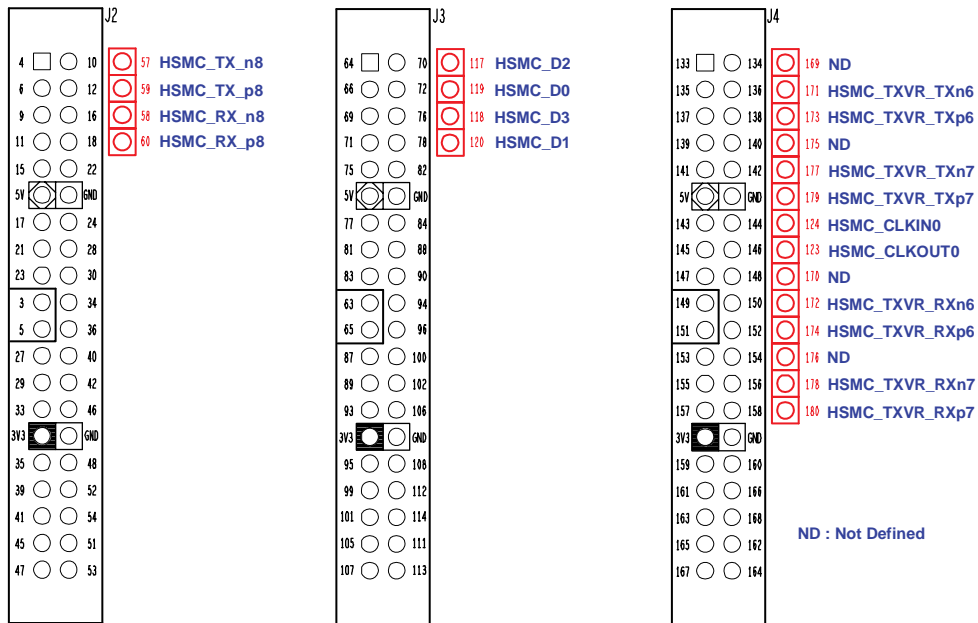 J2
4 10 57 HSMC_TX_n8
6 12 59 HSMC_TX_p8
9 16 58 HSMC_RX_n8
11 18 60 HSMC_RX_p8
15 22
5V GND
17 24
21 28
23 30
3 34
5 36
27 40
29 42
33 46
3V3 GND
35 48
39 52
41 54
45 51
47 53
J3
64 70 117 HSMC_D2
66 72 119 HSMC_D0
69 76 118 HSMC_D3
71 78 120 HSMC_D1
75 82
5V GND
77 84
81 88
83 90
63 94
65 96
87 100
89 102
93 106
3V3 GND
95 108
99 112
101 114
105 111
107 113
J4
133 134 169 ND
135 136 171 HSMC_TXVR_TXn6
137 138 173 HSMC_TXVR_TXp6
139 140 175 ND
141 142 177 HSMC_TXVR_TXn7
5V GND 179 HSMC_TXVR_TXp7
143 144 124 HSMC_CLKIN0
145 146 123 HSMC_CLKOUT0
147 148 170 ND
149 150 172 HSMC_TXVR_RXn6
151 152 174 HSMC_TXVR_RXp6
153 154 176 ND
155 156 178 HSMC_TXVR_RXn7
157 158 180 HSMC_TXVR_RXp7
3V3 GND
159 160
161 166
163 168
165 162
167 164
ND : Not Defined